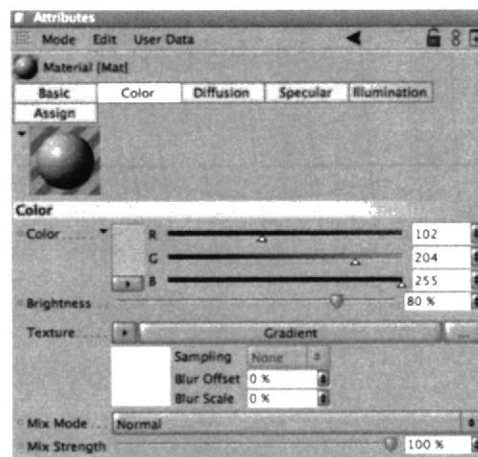 Attributes
Mode Edit User Data
Material [Mat]
Basic Color Diffusion Specular Illumination
Assign
Color
Color R 102
G 204
B 255
Brightness 80 %
Texture Gradient ...
Sampling None
Blur Offset 0 %
Blur Scale 0 %
Mix Mode Normal
Mix Strength 100 %